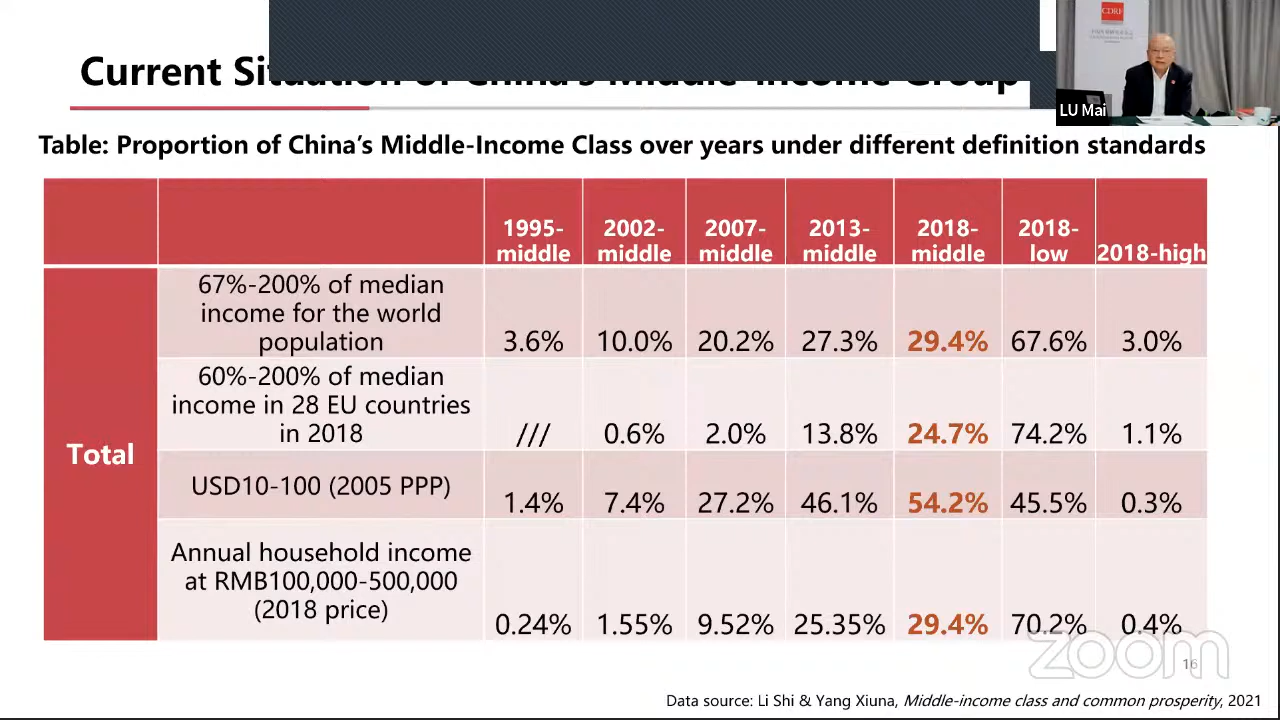 CDRF
LU Mai
Current Situation of China's Middle-Income Group
Table: Proportion of China's Middle-Income Class over years under different definition standards
1995-middle 2002-middle 2007-middle 2013-middle 2018-middle 2018-low 2018-high
Total
67%-200% of median
income for the world
population
3.6% 10.0% 20.2% 27.3% 29.4% 67.6% 3.0%
60%-200% of median
income in 28 EU countries
in 2018
/// 0.6% 2.0% 13.8% 24.7% 74.2% 1.1%
USD10-100 (2005 PPP)
1.4% 7.4% 27.2% 46.1% 54.2% 45.5% 0.3%
Annual household income
at RMB100,000-500,000
(2018 price)
0.24% 1.55% 9.52% 25.35% 29.4% 70.2% 0.4%
zoom
16
Data source: Li Shi & Yang Xiuna, Middle-income class and common prosperity, 2021